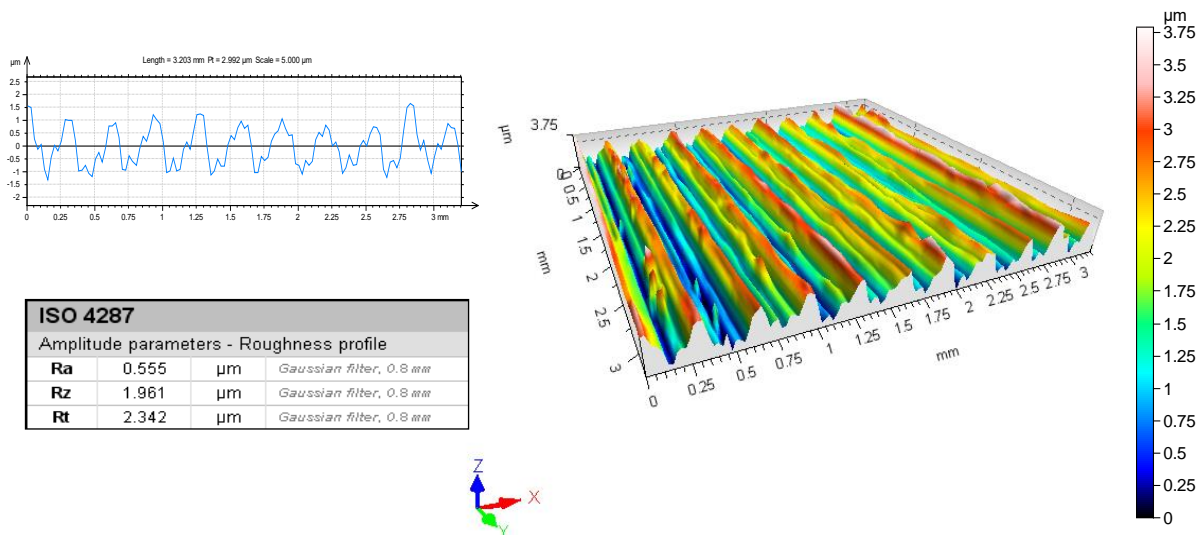 Length = 3.203 mm Pt = 2.992 µm Scale = 5.000 µm
µm
2.5
2
1.5
1
0.5
0
-0.5
-1
-1.5
-2
0 0.25 0.5 0.75 1 1.25 1.5 1.75 2 2.25 2.5 2.75 3 mm
ISO 4287
Amplitude parameters - Roughness profile
Ra 0.555 µm Gaussian filter, 0.8 mm
Rz 1.961 µm Gaussian filter, 0.8 mm
Rt 2.342 µm Gaussian filter, 0.8 mm
Z
X
Y
µm
3.75
0
0 0.5 1 1.5 2 2.5 3
mm
0 0.25 0.5 0.75 1 1.25 1.5 1.75 2 2.25 2.5 2.75 3
mm
µm
3.75
3.5
3.25
3
2.75
2.5
2.25
2
1.75
1.5
1.25
1
0.75
0.5
0.25
0